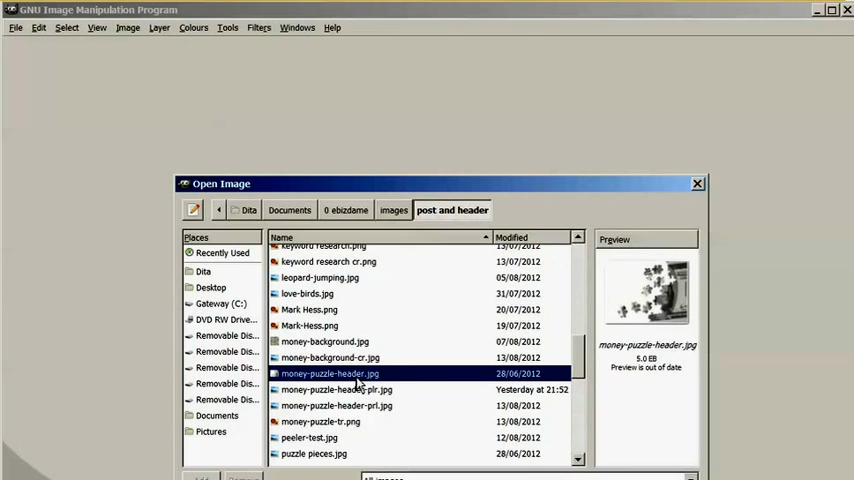 GNU Image Manipulation Program
File Edit Select View Image Layer Colours Tools Filters Windows Help
Open Image
Dita Documents 0 ebizdame images post and header
Places Name Modified Preview
Recently Used
Dita
Desktop
Gateway (C:)
DVD RW Drive...
Removable Dis...
Removable Dis...
Removable Dis...
Removable Dis...
Removable Dis...
Documents
Pictures
keyword research.png 13/07/2012
keyword research cr.png 13/07/2012
leopard-jumping.jpg 05/08/2012
love-birds.jpg 31/07/2012
Mark Hess.png 20/07/2012
Mark-Hess.png 19/07/2012
money-background.jpg 07/08/2012
money-background-cr.jpg 13/08/2012
money-puzzle-header.jpg 28/06/2012
money-puzzle-header-plr.jpg Yesterday at 21:52
money-puzzle-header-prl.jpg 13/08/2012
money-puzzle-tr.png 13/08/2012
peeler-test.jpg 12/08/2012
puzzle pieces.jpg 28/06/2012
money-puzzle-header.jpg
5.0 EB
Preview is out of date
All images